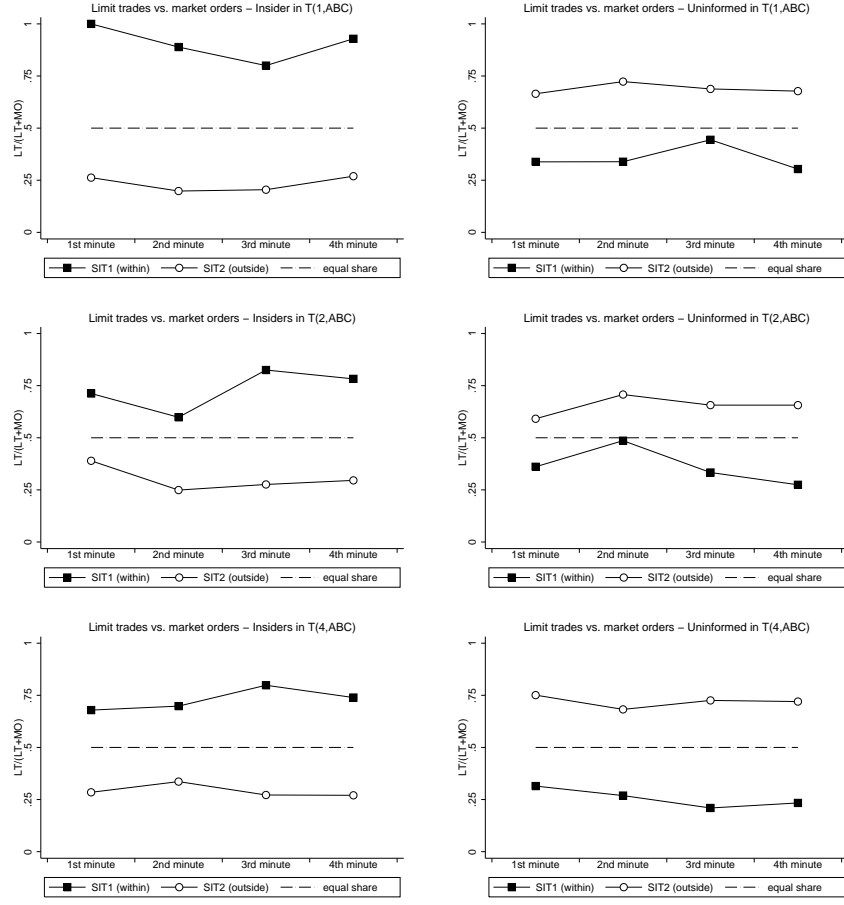 Limit trades vs. market orders – Insider in T(1,ABC)
LT/(LT+MO)
0 .25 .5 .75 1
1st minute 2nd minute 3rd minute 4th minute
SIT1 (within) SIT2 (outside) equal share
Limit trades vs. market orders – Uninformed in T(1,ABC)
LT/(LT+MO)
0 .25 .5 .75 1
1st minute 2nd minute 3rd minute 4th minute
SIT1 (within) SIT2 (outside) equal share
Limit trades vs. market orders – Insiders in T(2,ABC)
LT/(LT+MO)
0 .25 .5 .75 1
1st minute 2nd minute 3rd minute 4th minute
SIT1 (within) SIT2 (outside) equal share
Limit trades vs. market orders – Uninformed in T(2,ABC)
LT/(LT+MO)
0 .25 .5 .75 1
1st minute 2nd minute 3rd minute 4th minute
SIT1 (within) SIT2 (outside) equal share
Limit trades vs. market orders – Insiders in T(4,ABC)
LT/(LT+MO)
0 .25 .5 .75 1
1st minute 2nd minute 3rd minute 4th minute
SIT1 (within) SIT2 (outside) equal share
Limit trades vs. market orders – Uninformed in T(4,ABC)
LT/(LT+MO)
0 .25 .5 .75 1
1st minute 2nd minute 3rd minute 4th minute
SIT1 (within) SIT2 (outside) equal share